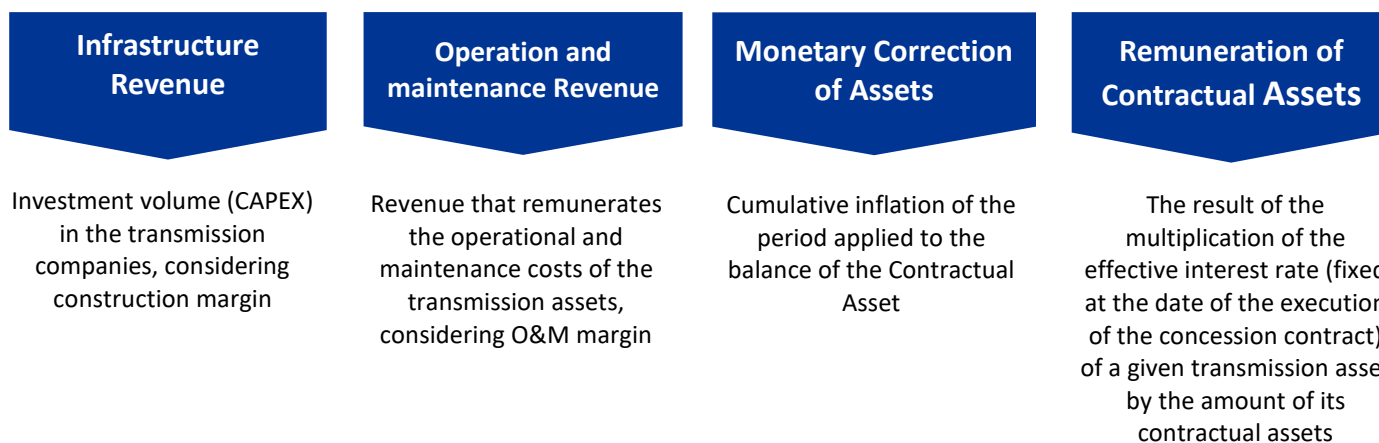 Infrastructure
Revenue
Investment volume (CAPEX)
in the transmission
companies, considering
construction margin
Operation and
maintenance Revenue
Revenue that remunerates
the operational and
maintenance costs of the
transmission assets,
considering O&M margin
Monetary Correction
of Assets
Cumulative inflation of the
period applied to the
balance of the Contractual
Asset
Remuneration of
Contractual Assets
The result of the
multiplication of the
effective interest rate (fixed
at the date of the execution
of the concession contract)
of a given transmission asse
by the amount of its
contractual assets